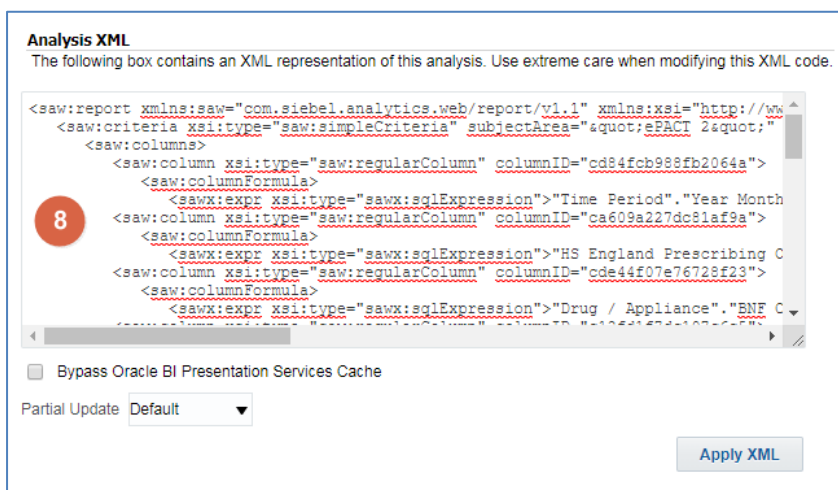 Analysis XML
The following box contains an XML representation of this analysis. Use extreme care when modifying this XML code.
<saw:report xmlns:saw="com.siebel.analytics.web/report/v1.1" xmlns:xsi="http://ww
<saw:criteria xsi:type="saw:simpleCriteria" subjectArea="&quot;ePACT 2&quot;"
<saw:columns>
<saw:column xsi:type="saw:regularColumn" columnID="cd84fcb988fb2064a">
<saw:columnFormula>
<sawx:expr xsi:type="sawx:sqlExpression">"Time Period"."Year Month
8
<saw:column xsi:type="saw:regularColumn" columnID="ca609a227dc81af9a">
<saw:columnFormula>
<sawx:expr xsi:type="sawx:sqlExpression">"HS England Prescribing
<saw:column xsi:type="saw:regularColumn" columnID="cde44f07e76728f23">
<saw:columnFormula>
<sawx:expr xsi:type="sawx:sqlExpression">"Drug / Appliance"."BNF
Bypass Oracle BI Presentation Services Cache
Partial Update Default
Apply XML